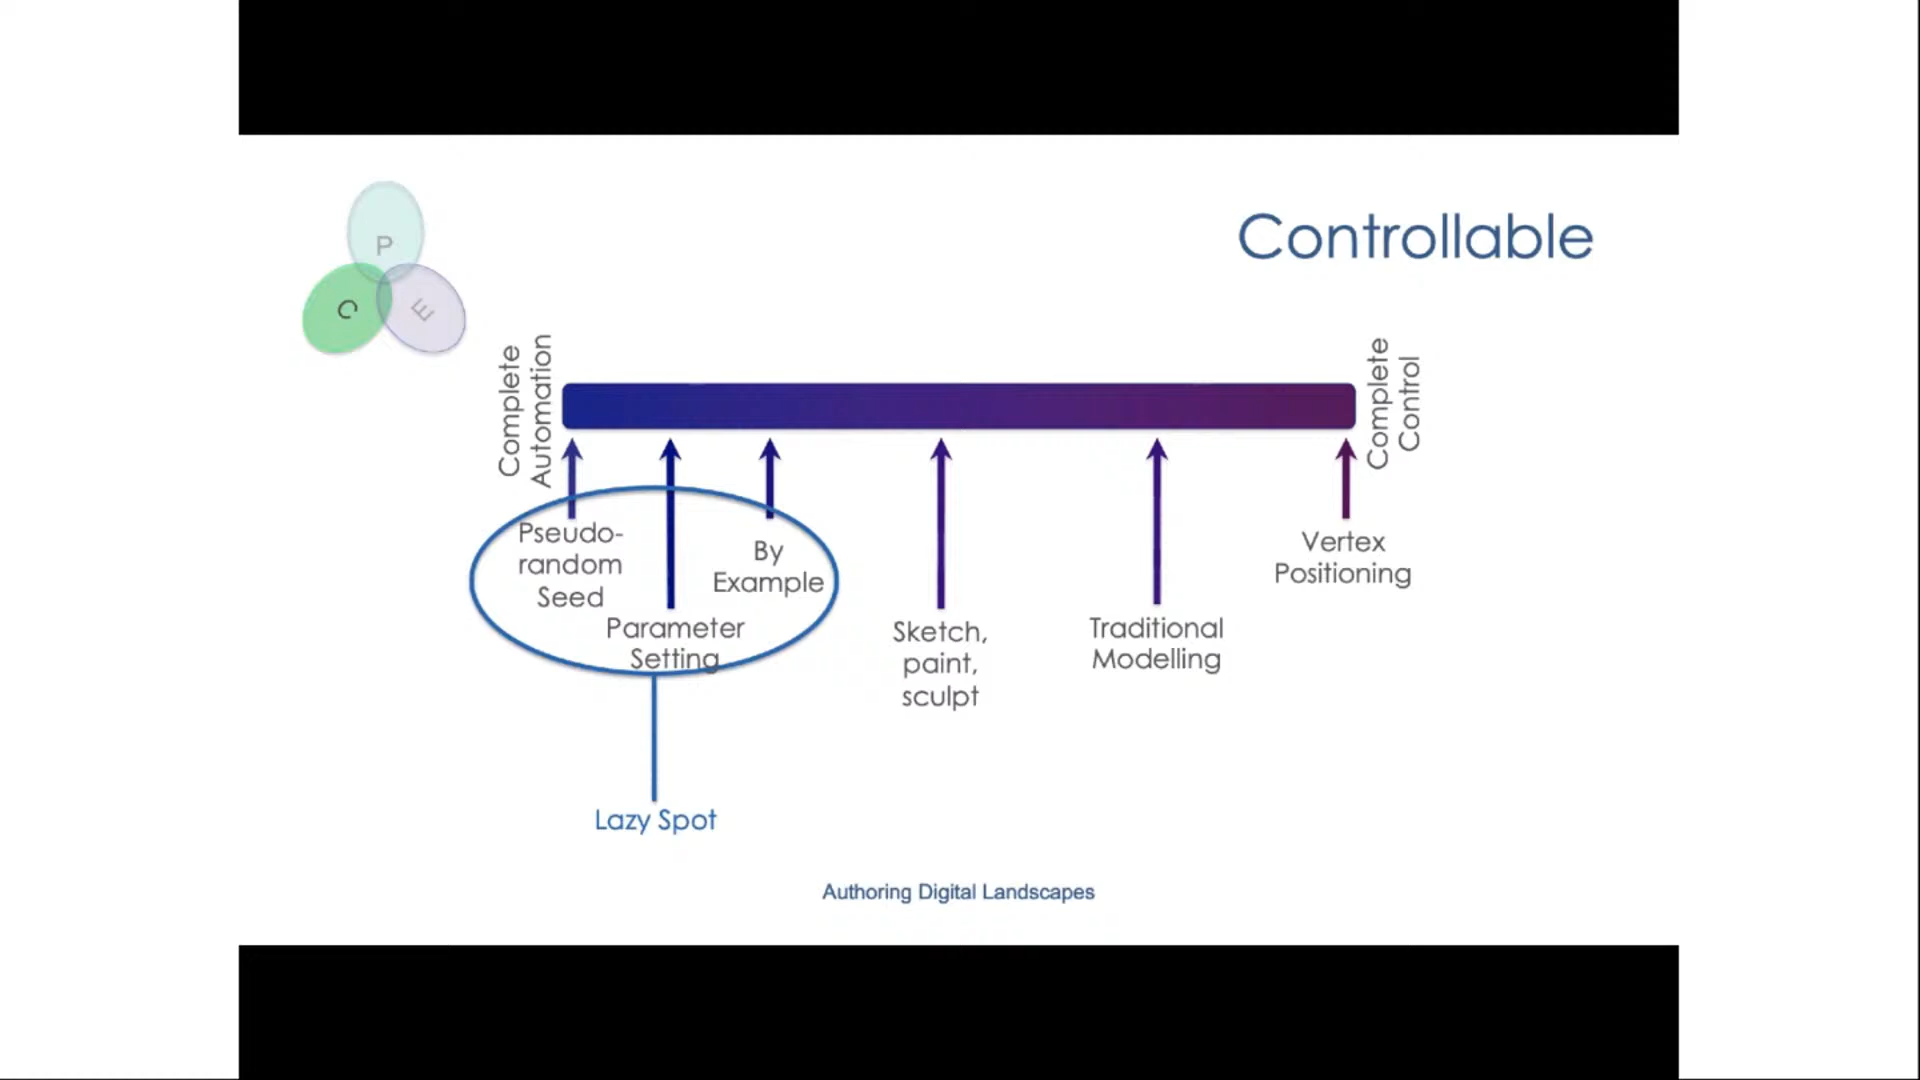 Controllable
P
C
E
Complete
Automation
Complete
Control
Pseudo-
random
Seed
Parameter
Setting
By
Example
Sketch,
paint,
sculpt
Traditional
Modelling
Vertex
Positioning
Lazy Spot
Authoring Digital Landscapes